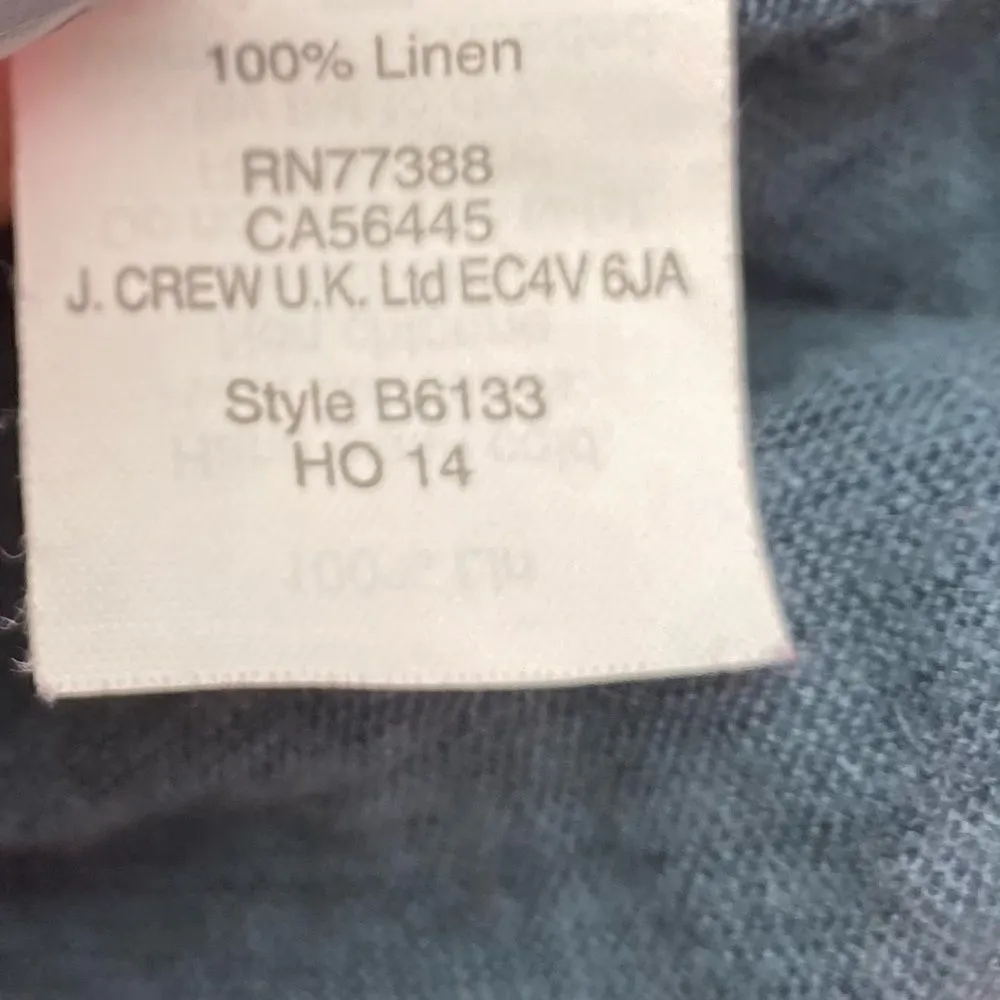 100% Linen
RN77388
CA56445
J. CREW U.K. Ltd EC4V 6JA
Style B6133
HO 14